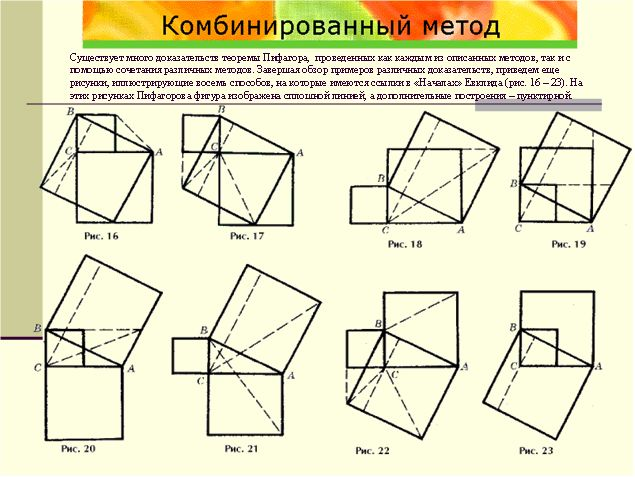 Комбинированный метод
Существует много доказательств теоремы Пифагора, проведенных как каждым из описанных методов, так и с
помощью сочетания различных методов. Завершая обзор примеров различных доказательств, приведем еще
рисунки, иллюстрирующие восемь способов, на которые имеются ссылки в «Началах» Евклида (рис. 16 – 23). На
этих рисунках Пифагорова фигура изображена сплошной линией, а дополнительные построения – пунктирной.
B B
C A C A B B
C A C A
Рис. 16 Рис. 17 Рис. 18 Рис. 19
B B B B
C A C A C A C A
Рис. 20 Рис. 21 Рис. 22 Рис. 23